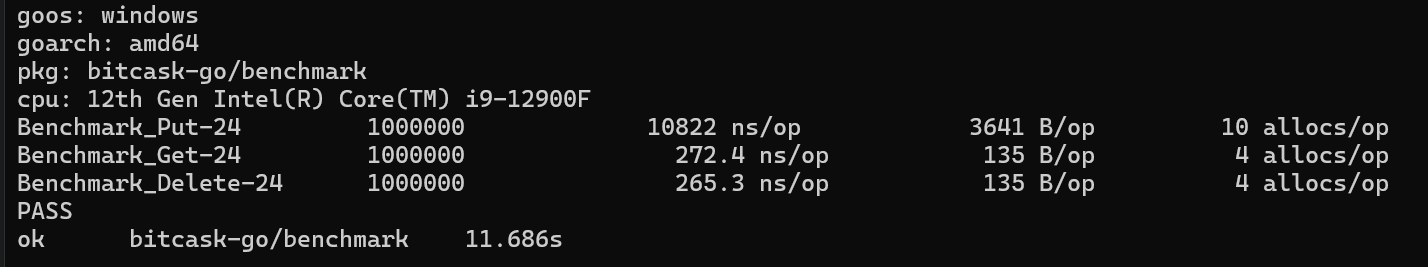 goos: windows
goarch: amd64
pkg: bitcask-go/benchmark
cpu: 12th Gen Intel(R) Core(TM) i9-12900F
Benchmark_Put-24         1000000             10822 ns/op            3641 B/op         10 allocs/op
Benchmark_Get-24         1000000               272.4 ns/op           135 B/op          4 allocs/op
Benchmark_Delete-24      1000000               265.3 ns/op           135 B/op          4 allocs/op
PASS
ok      bitcask-go/benchmark    11.686s